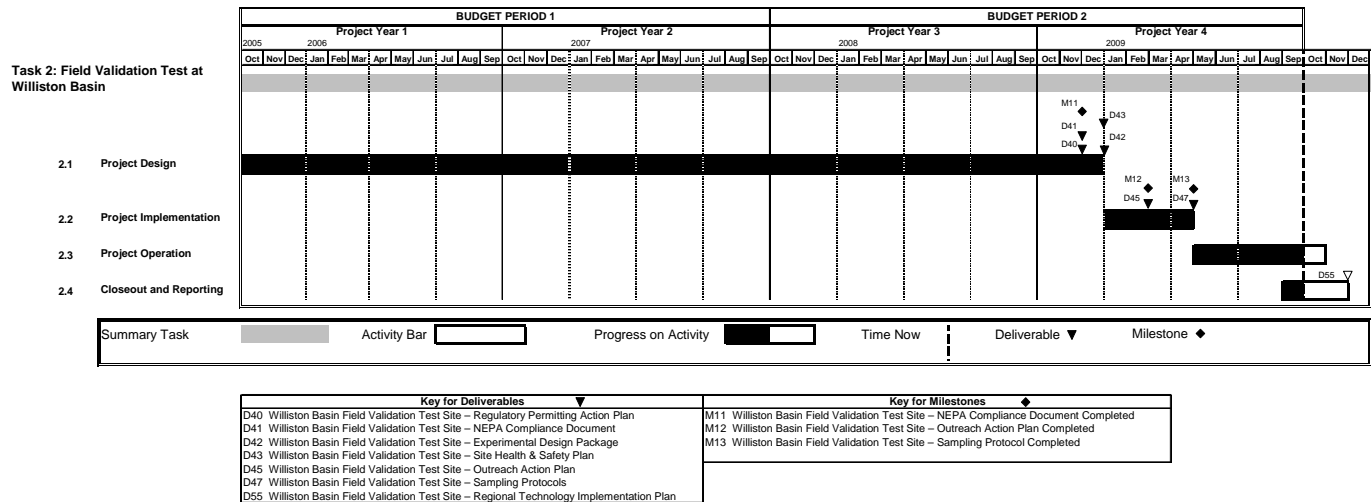 BUDGET PERIOD 1 BUDGET PERIOD 2
Project Year 1 Project Year 2 Project Year 3 Project Year 4
2005 2006 2007 2008 2009
Oct Nov Dec Jan Feb Mar Apr May Jun Jul Aug Sep Oct Nov Dec Jan Feb Mar Apr May Jun Jul Aug Sep Oct Nov Dec Jan Feb Mar Apr May Jun Jul Aug Sep Oct Nov Dec Jan Feb Mar Apr May Jun Jul Aug Sep Oct Nov Dec
Task 2: Field Validation Test at
Williston Basin
M11
D43
D41
D42
D40
2.1 Project Design
M12 M13
D45 D47
2.2 Project Implementation
2.3 Project Operation
D55
2.4 Closeout and Reporting
Summary Task Activity Bar Progress on Activity Time Now Deliverable Milestone
Key for Deliverables Key for Milestones
D40 Williston Basin Field Validation Test Site – Regulatory Permitting Action Plan M11 Williston Basin Field Validation Test Site – NEPA Compliance Document Completed
D41 Williston Basin Field Validation Test Site – NEPA Compliance Document M12 Williston Basin Field Validation Test Site – Outreach Action Plan Completed
D42 Williston Basin Field Validation Test Site – Experimental Design Package M13 Williston Basin Field Validation Test Site – Sampling Protocol Completed
D43 Williston Basin Field Validation Test Site – Site Health & Safety Plan
D45 Williston Basin Field Validation Test Site – Outreach Action Plan
D47 Williston Basin Field Validation Test Site – Sampling Protocols
D55 Williston Basin Field Validation Test Site – Regional Technology Implementation Plan